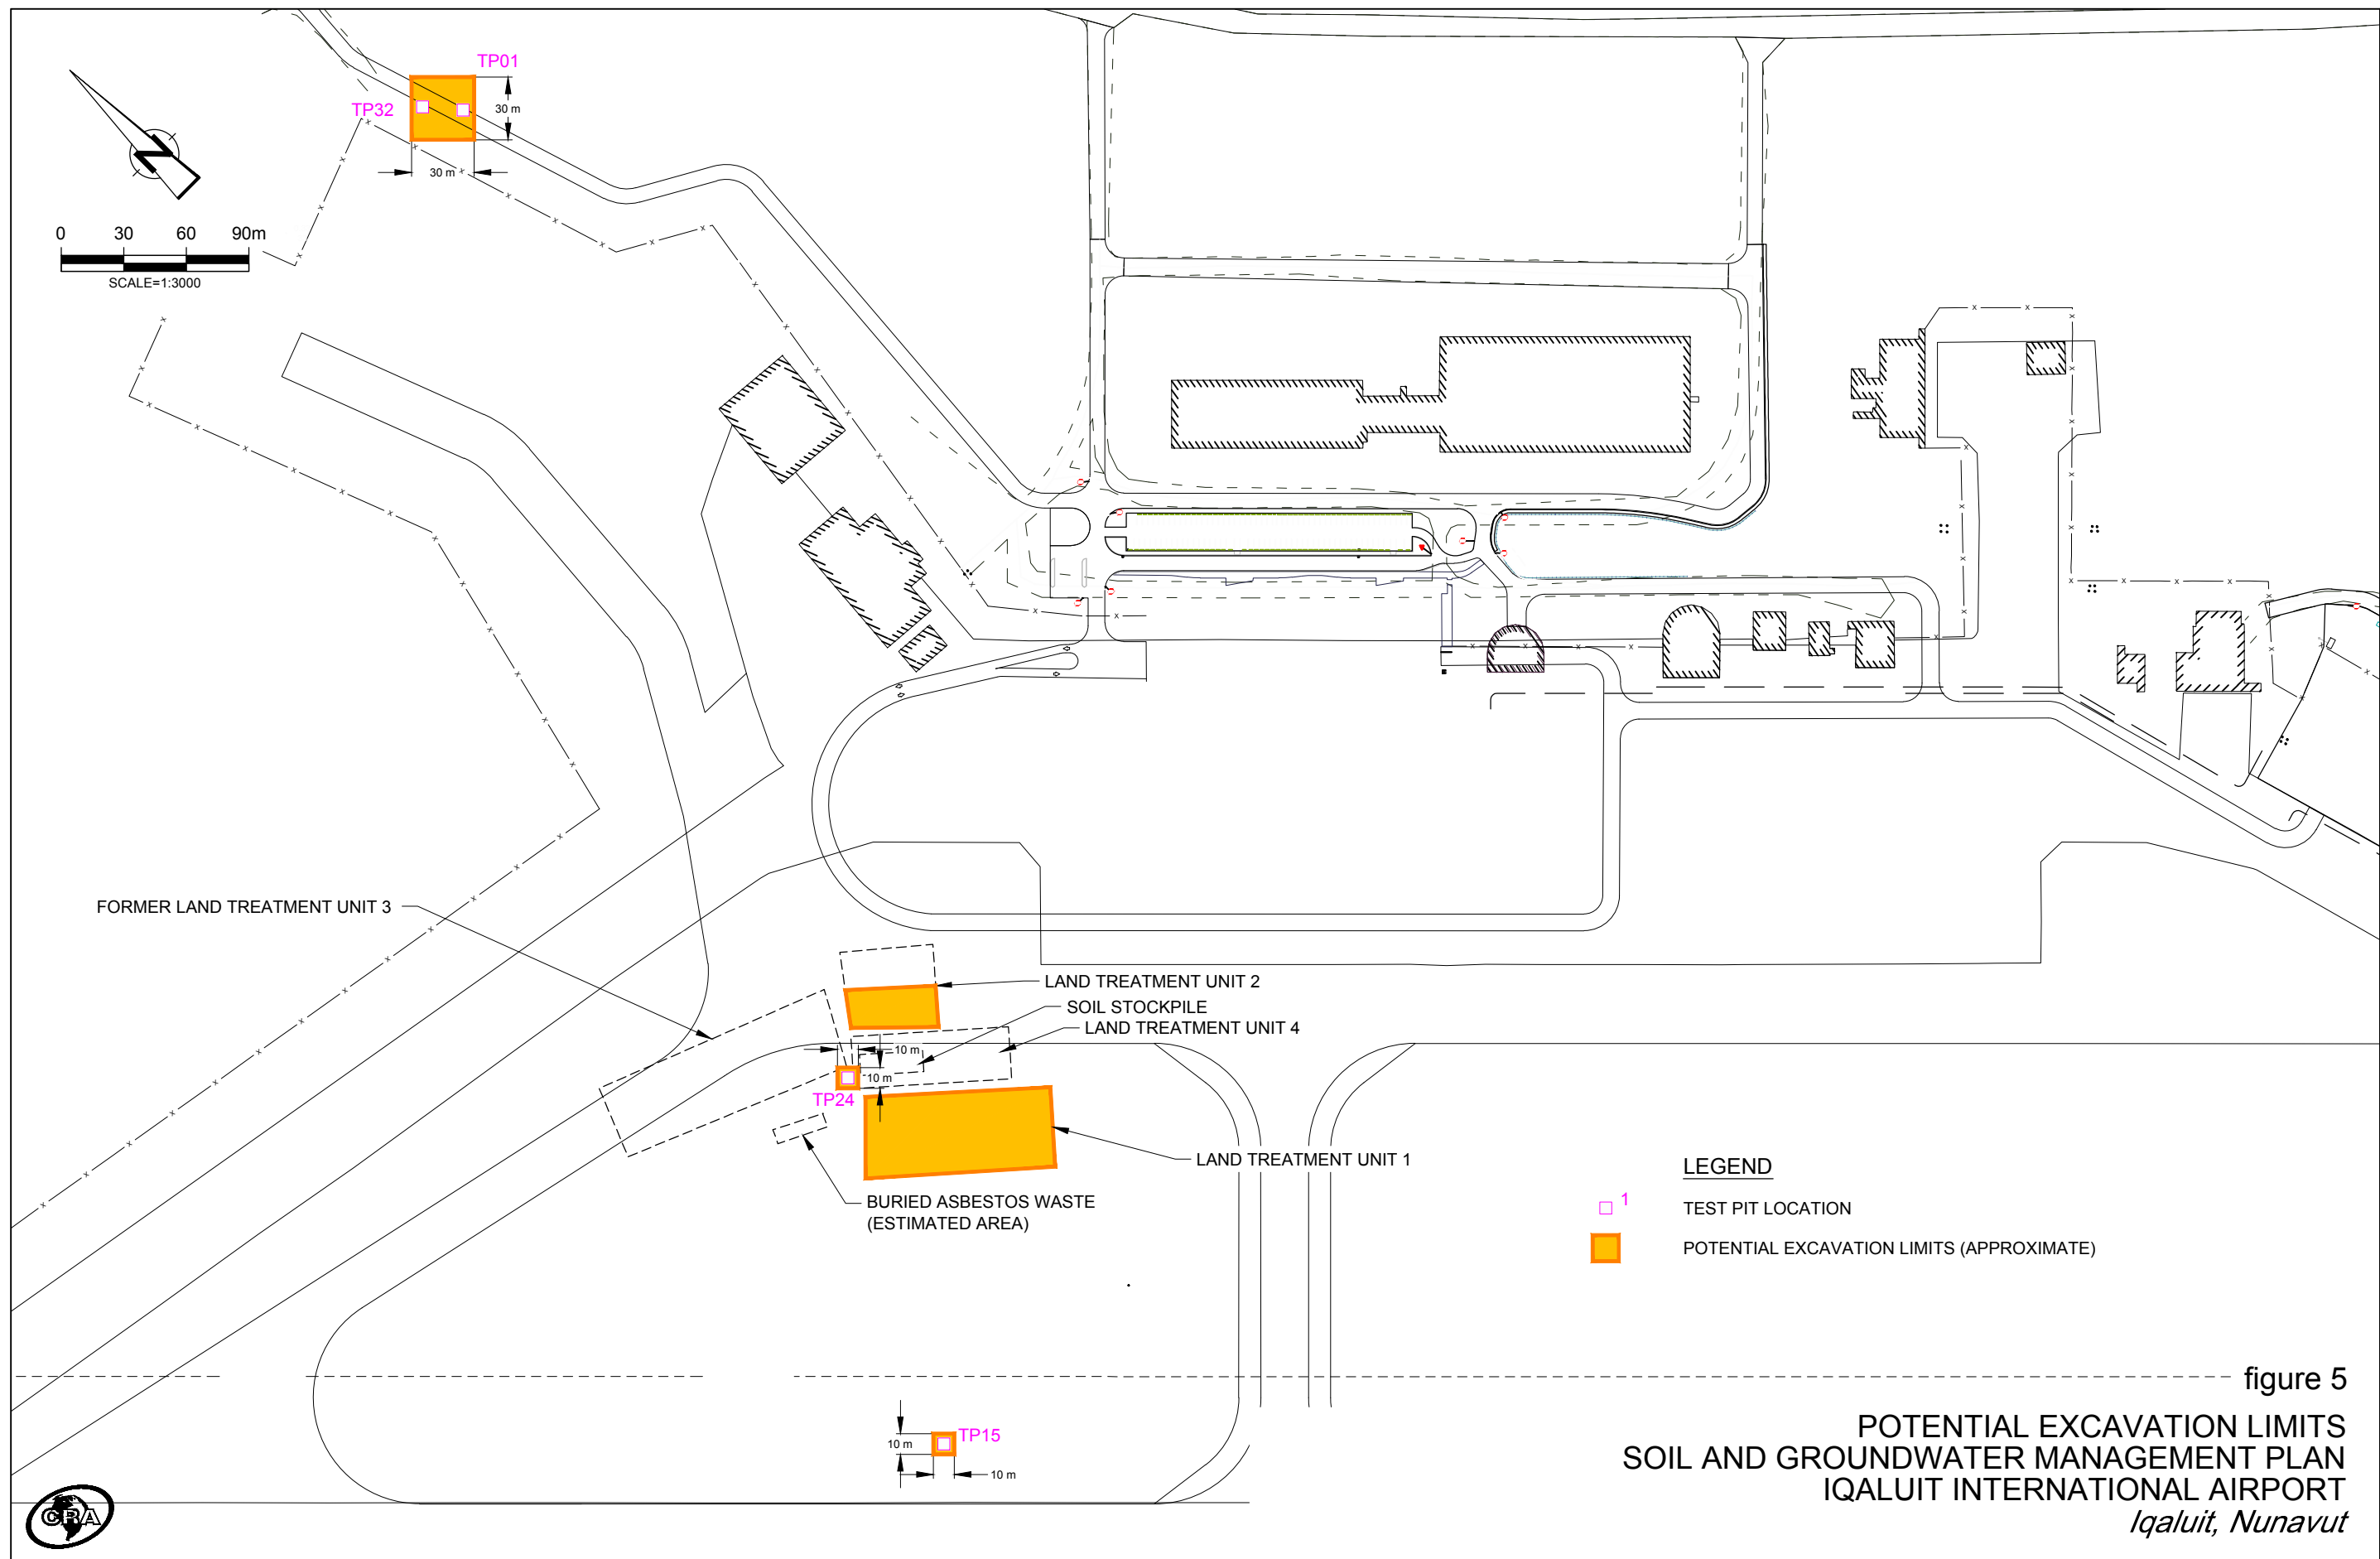 TP01
TP32
30 m
30 m
N
0 30 60 90m
SCALE=1:3000
FORMER LAND TREATMENT UNIT 3
LAND TREATMENT UNIT 2
SOIL STOCKPILE
LAND TREATMENT UNIT 4
10 m
10 m
TP24
LAND TREATMENT UNIT 1
BURIED ASBESTOS WASTE
(ESTIMATED AREA)
LEGEND
1 TEST PIT LOCATION
POTENTIAL EXCAVATION LIMITS (APPROXIMATE)
TP15
10 m
10 m
figure 5
POTENTIAL EXCAVATION LIMITS
SOIL AND GROUNDWATER MANAGEMENT PLAN
IQALUIT INTERNATIONAL AIRPORT
Iqaluit, Nunavut
CRA